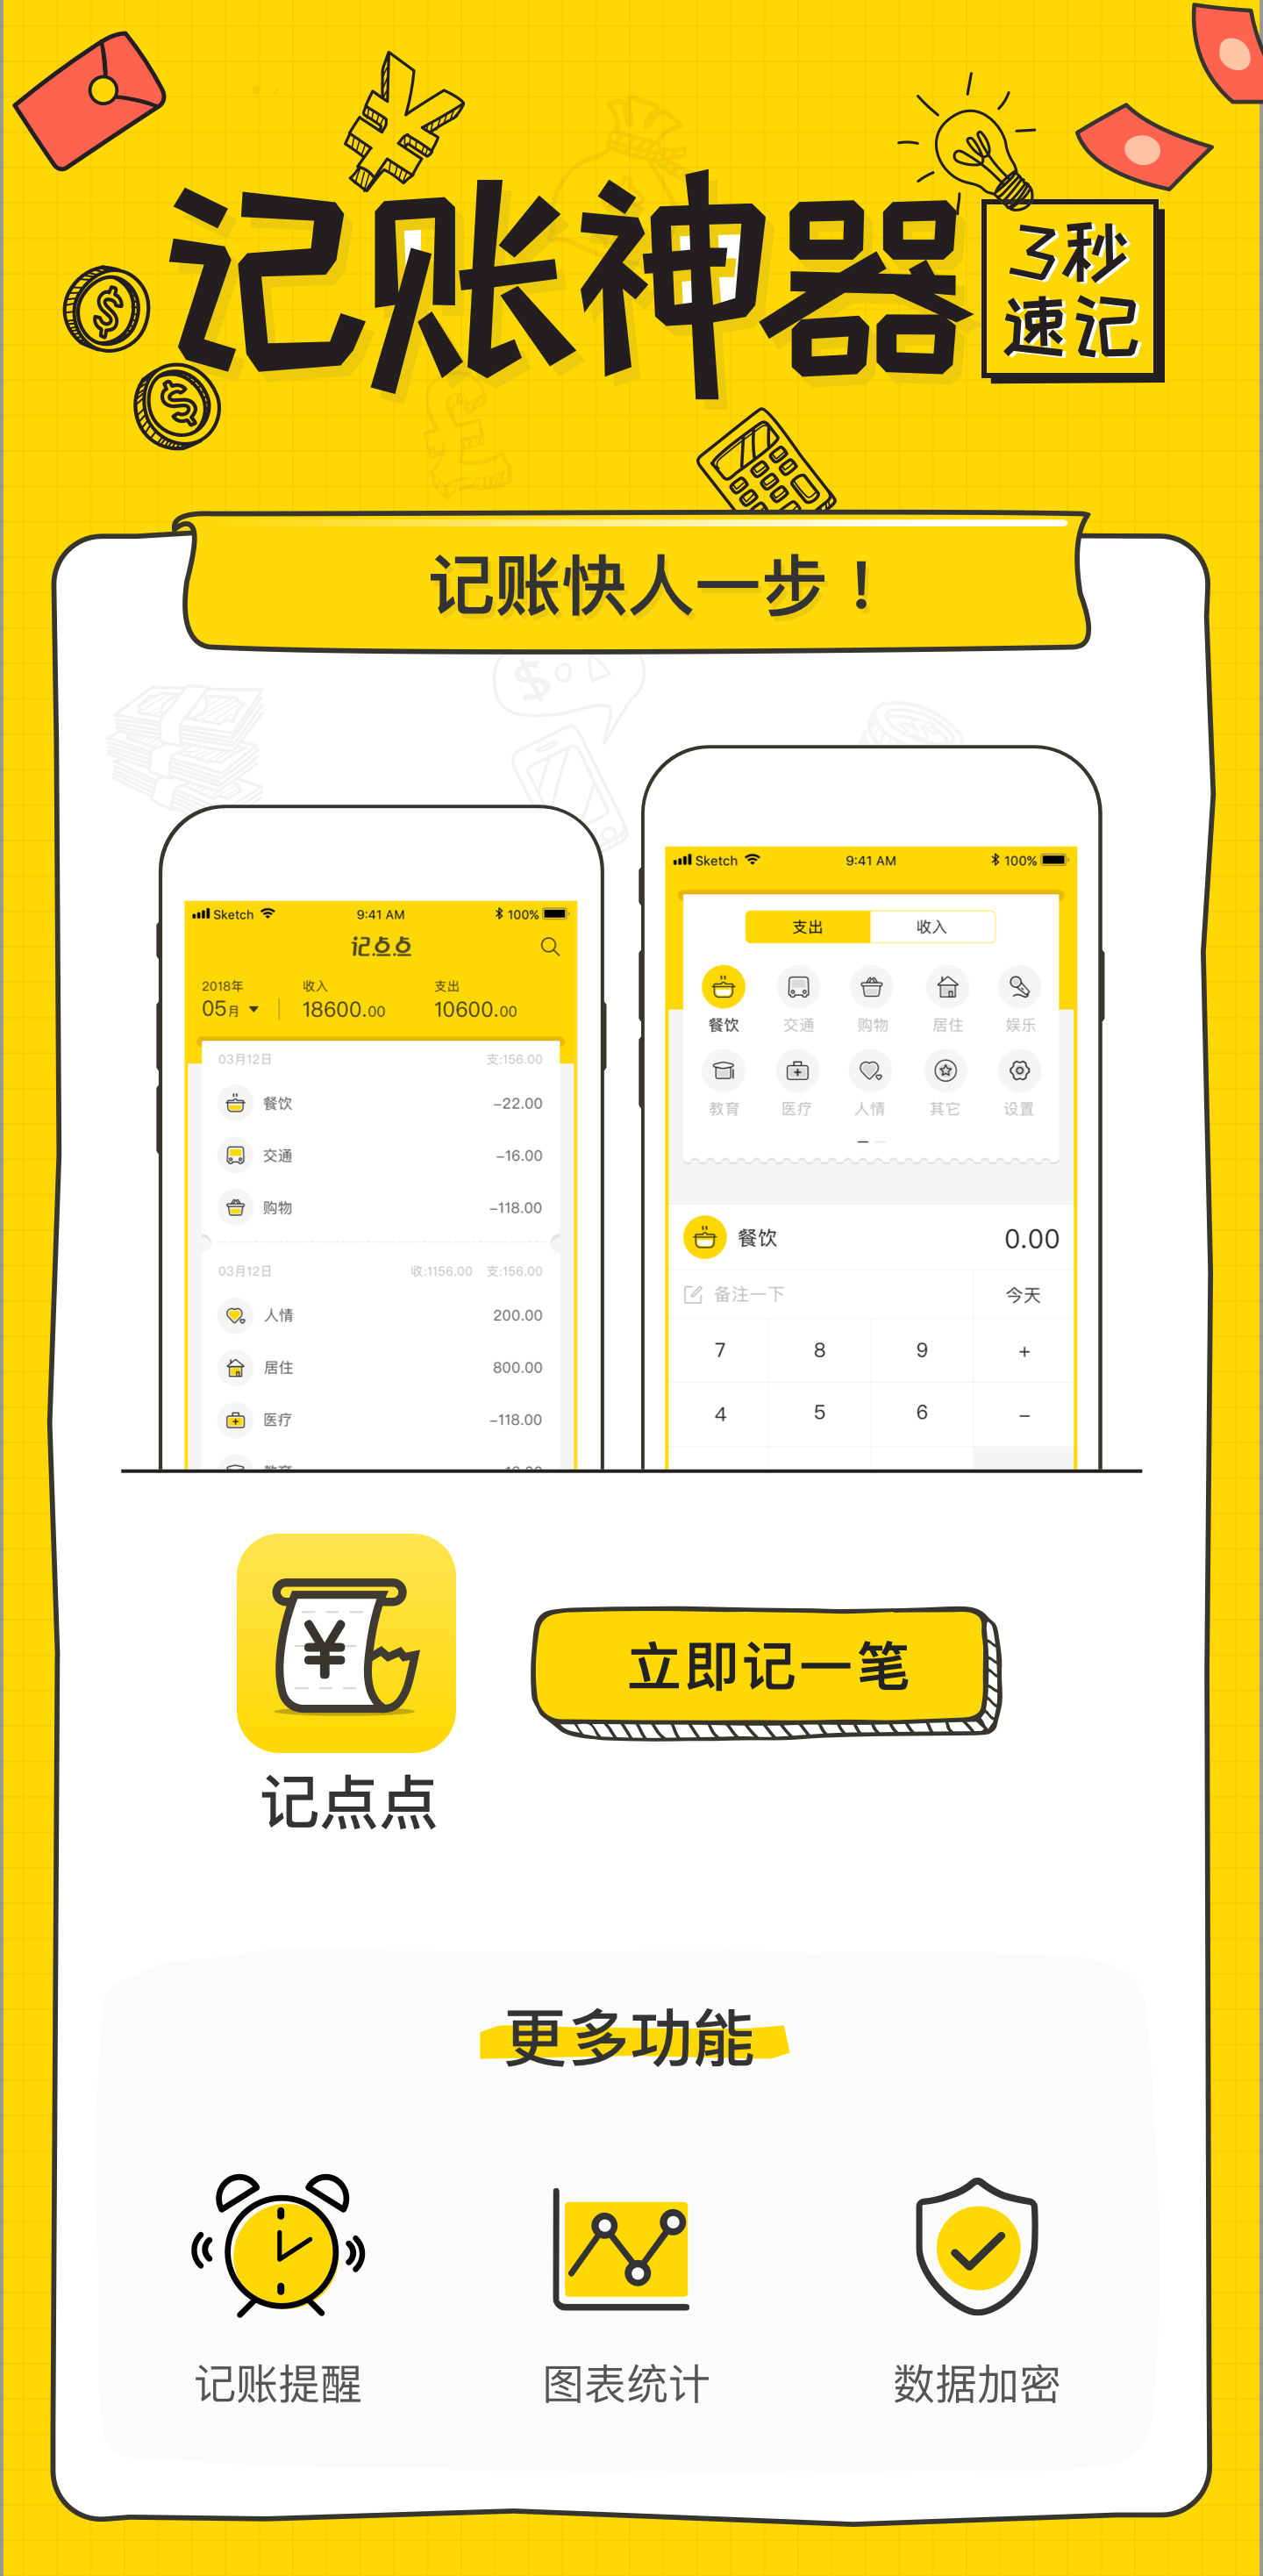 记账神器
3秒
速记
记账快人一步！
Sketch 9:41 AM 100%
记点点
2018年 收入 支出
05月 18600.00 10600.00
03月12日 支:156.00
餐饮 -22.00
交通 -16.00
购物 -118.00
03月12日 收:1156.00 支:156.00
人情 200.00
居住 800.00
医疗 -118.00
Sketch 9:41 AM 100%
支出 收入
餐饮 交通 购物 居住 娱乐
教育 医疗 人情 其它 设置
餐饮 0.00
备注一下 今天
7 8 9 +
4 5 6 -
¥
立即记一笔
记点点
更多功能
记账提醒 图表统计 数据加密